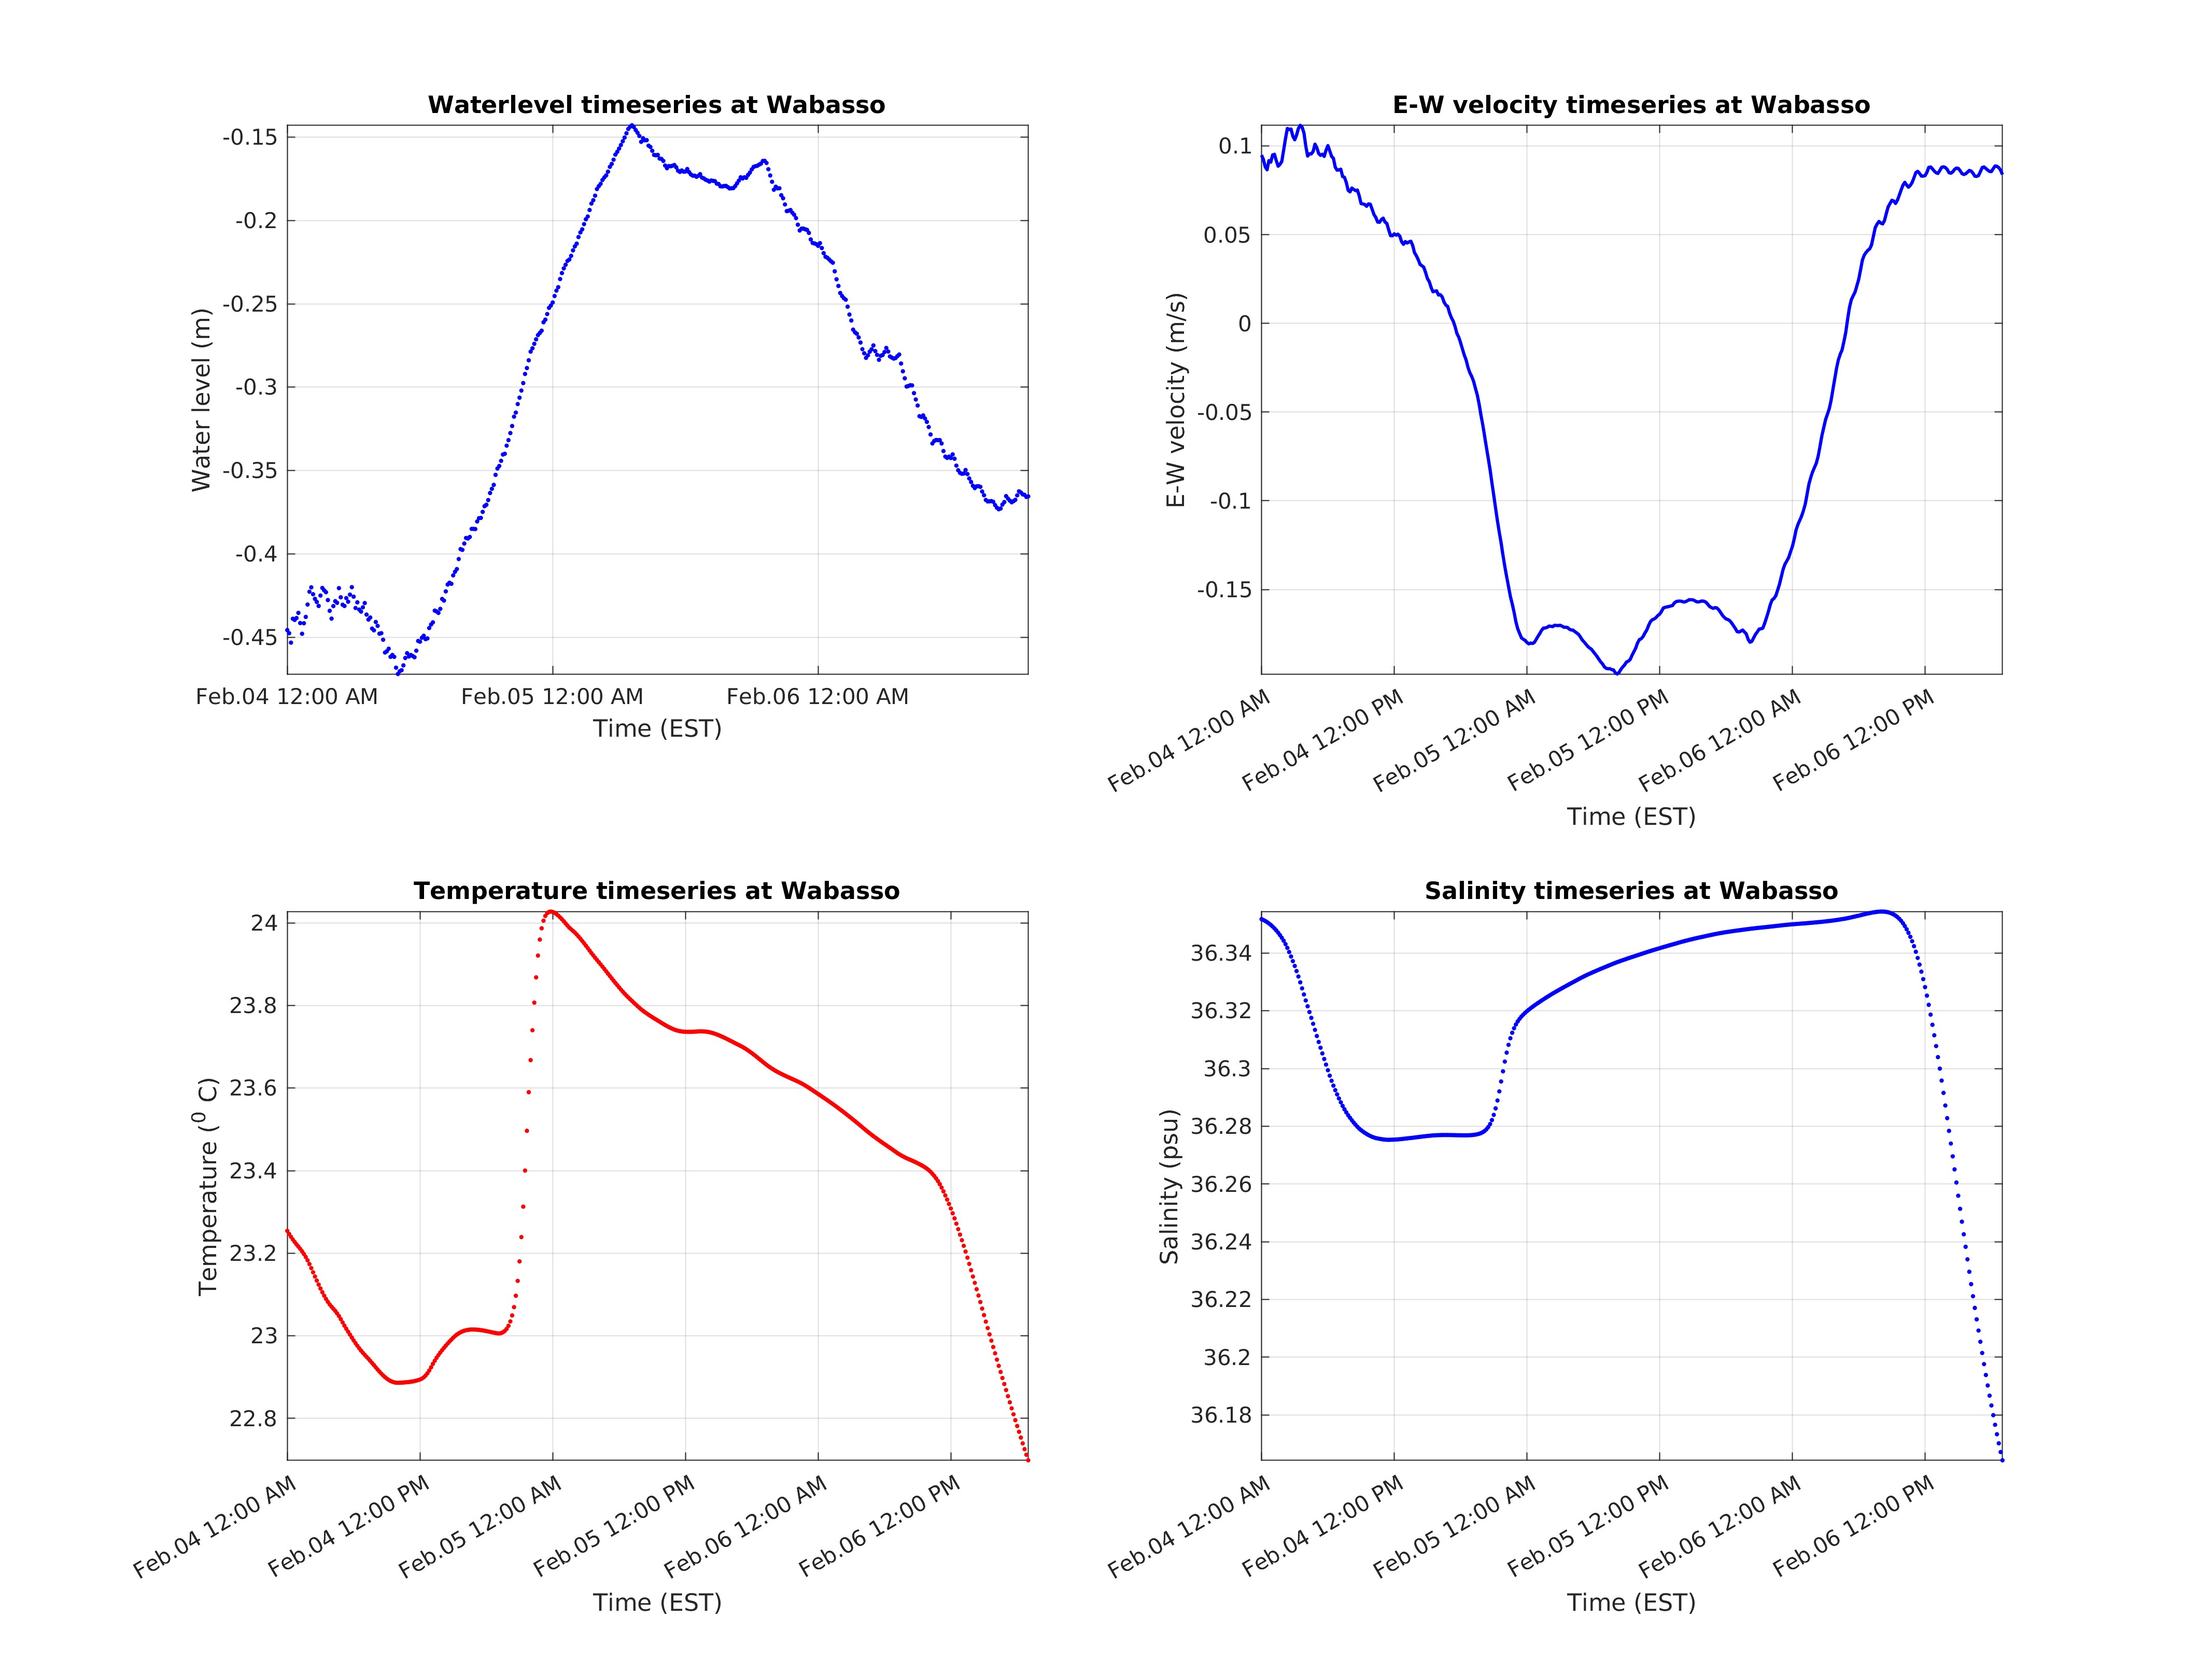 Waterlevel timeseries at Wabasso
-0.15
-0.2
-0.25
-0.3
-0.35
-0.4
-0.45
Water level (m)
Feb.04 12:00 AM
Feb.05 12:00 AM
Feb.06 12:00 AM
Time (EST)
E-W velocity timeseries at Wabasso
0.1
0.05
0
-0.05
-0.1
-0.15
E-W velocity (m/s)
Feb.04 12:00 AM
Feb.04 12:00 PM
Feb.05 12:00 AM
Feb.05 12:00 PM
Feb.06 12:00 AM
Feb.06 12:00 PM
Time (EST)
Temperature timeseries at Wabasso
24
23.8
23.6
23.4
23.2
23
22.8
Temperature (⁰ C)
Feb.04 12:00 AM
Feb.04 12:00 PM
Feb.05 12:00 AM
Feb.05 12:00 PM
Feb.06 12:00 AM
Feb.06 12:00 PM
Time (EST)
Salinity timeseries at Wabasso
36.34
36.32
36.3
36.28
36.26
36.24
36.22
36.2
36.18
Salinity (psu)
Feb.04 12:00 AM
Feb.04 12:00 PM
Feb.05 12:00 AM
Feb.05 12:00 PM
Feb.06 12:00 AM
Feb.06 12:00 PM
Time (EST)